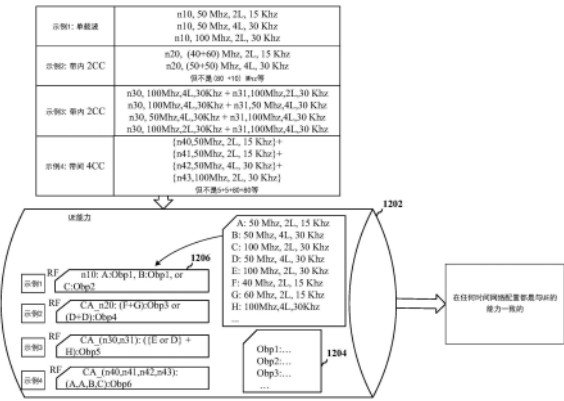 示例1: 单载波
n10, 50 Mhz, 2L, 15 Khz
n10, 50 Mhz, 4L, 30 Khz
n10, 100 Mhz, 2L, 30 Khz
示例2: 带内 2CC
n20, (40+60) Mhz, 2L, 15 Khz
n20, (50+50) Mhz, 4L, 30 Khz
但不是(80 +10) Mhz等
示例3: 带内 2CC
n30, 100Mhz,4L,30Khz + n31,100Mhz,2L,30 Khz
n30, 100Mhz,4L,30Khz + n31,50 Mhz,4L,30 Khz
n30, 50Mhz,4L,30Khz + n31,100Mhz,4L,30 Khz
n30, 100Mhz,2L,30Khz + n31,100Mhz,4L,30 Khz
示例4: 带间 4CC
{n40,50Mhz, 2L, 15 Khz}+
{n41,50Mhz, 2L, 15 Khz}+
{n42,50Mhz, 4L, 30 Khz}+
{n43,100Mhz, 2L, 30 Khz}
但不是5+5+80+80等
UE能力
1202
1206
A: 50 Mhz, 2L, 15 Khz
B: 50 Mhz, 4L, 30 Khz
C: 100 Mhz, 2L, 30 Khz
D: 50 Mhz, 4L, 30 Khz
E: 100 Mhz, 2L, 30 Khz
F: 40 Mhz, 2L, 15 Khz
G: 60 Mhz, 2L, 15 Khz
H: 100Mhz,4L,30Khz
...
示例1
RF
n10: A:Obp1, B:Obp1, or
C:Obp2
示例2
RF
CA_n20: (F+G):Obp3 or
(D+D):Obp4
示例3
RF
CA_(n30,n31): ({E or D} +
H):Obp5
示例4
RF
CA_(n40,n41,n42,n43):
(A,A,B,C):Obp6
1204
Obp1:…
Obp2:…
Obp3:…
…
在任何时间网络配置都是与UE的
能力一致的